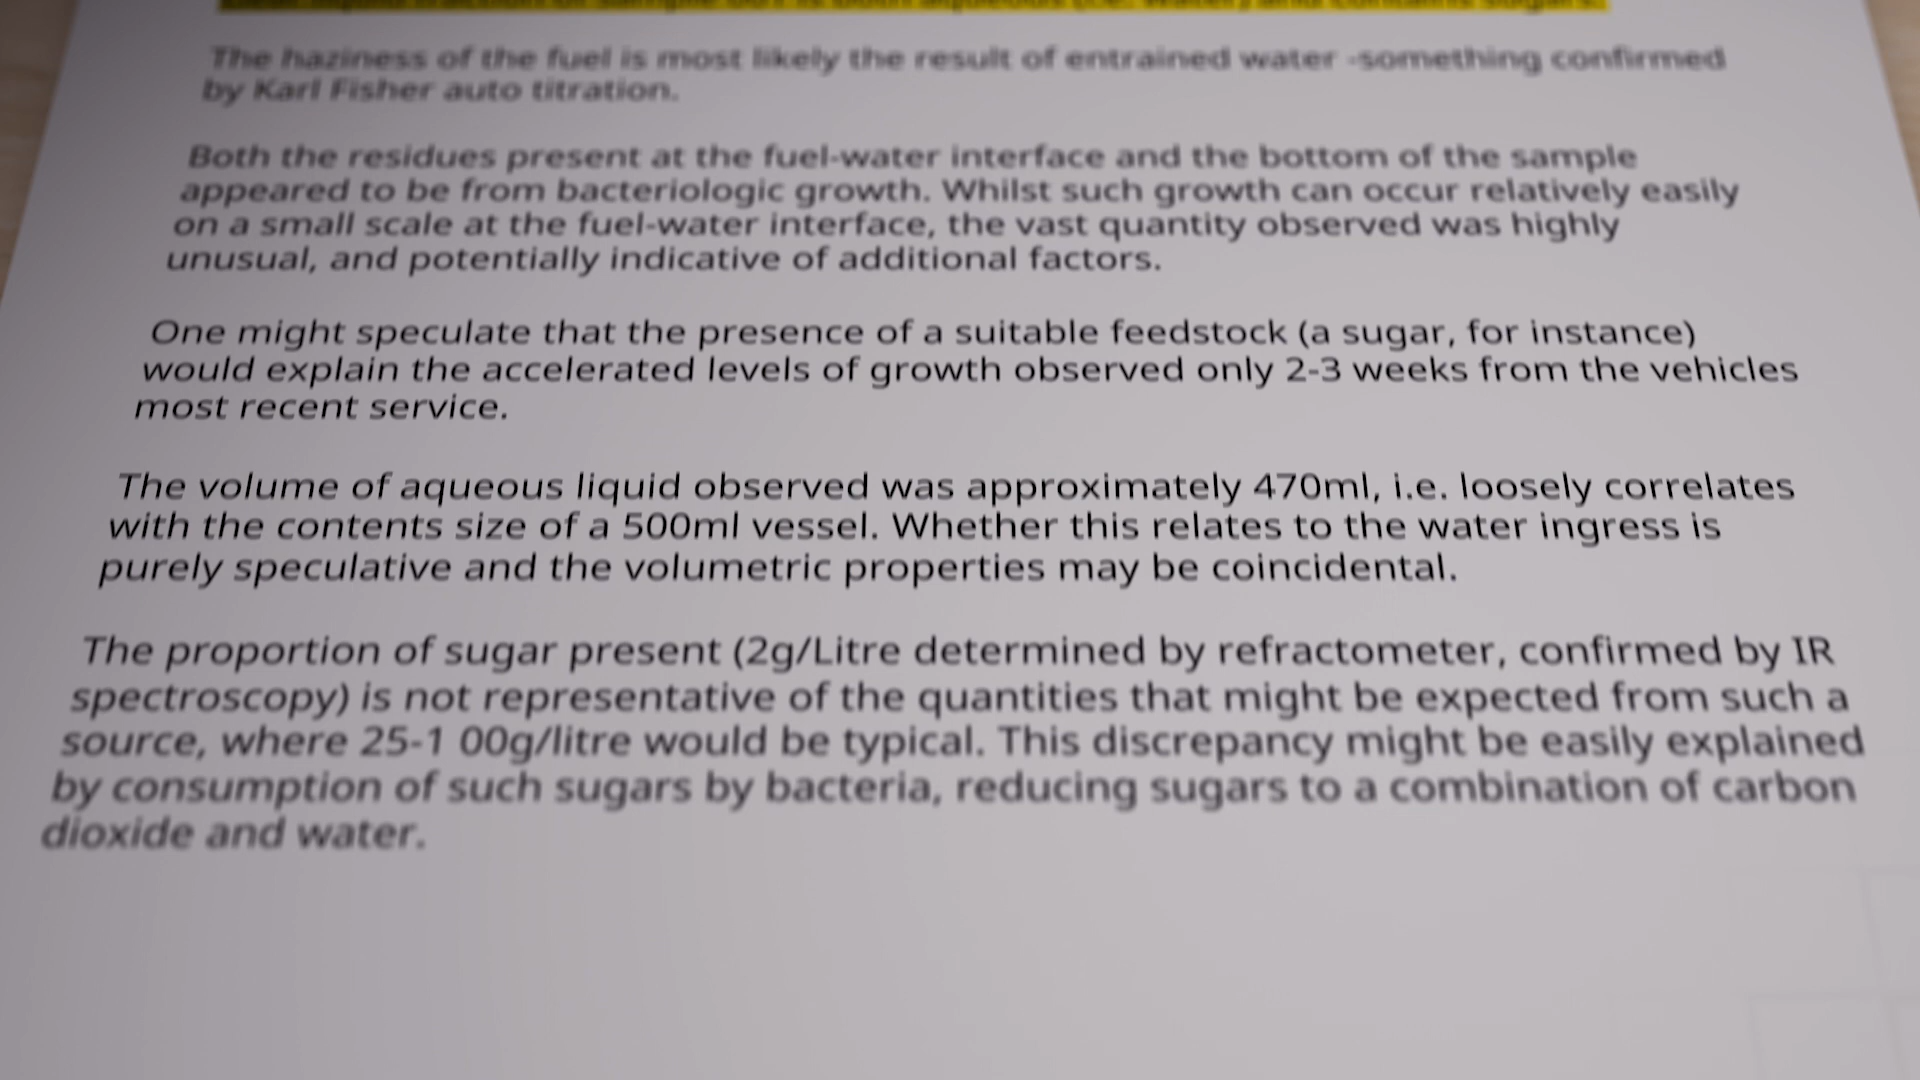 The haziness of the fuel is most likely the result of entrained water -something confirmed
by Karl Fisher auto titration.
Both the residues present at the fuel-water interface and the bottom of the sample
appeared to be from bacteriologic growth. Whilst such growth can occur relatively easily
on a small scale at the fuel-water interface, the vast quantity observed was highly
unusual, and potentially indicative of additional factors.
One might speculate that the presence of a suitable feedstock (a sugar, for instance)
would explain the accelerated levels of growth observed only 2-3 weeks from the vehicles
most recent service.
The volume of aqueous liquid observed was approximately 470ml, i.e. loosely correlates
with the contents size of a 500ml vessel. Whether this relates to the water ingress is
purely speculative and the volumetric properties may be coincidental.
The proportion of sugar present (2g/Litre determined by refractometer, confirmed by IR
spectroscopy) is not representative of the quantities that might be expected from such a
source, where 25-1 00g/litre would be typical. This discrepancy might be easily explained
by consumption of such sugars by bacteria, reducing sugars to a combination of carbon
dioxide and water.